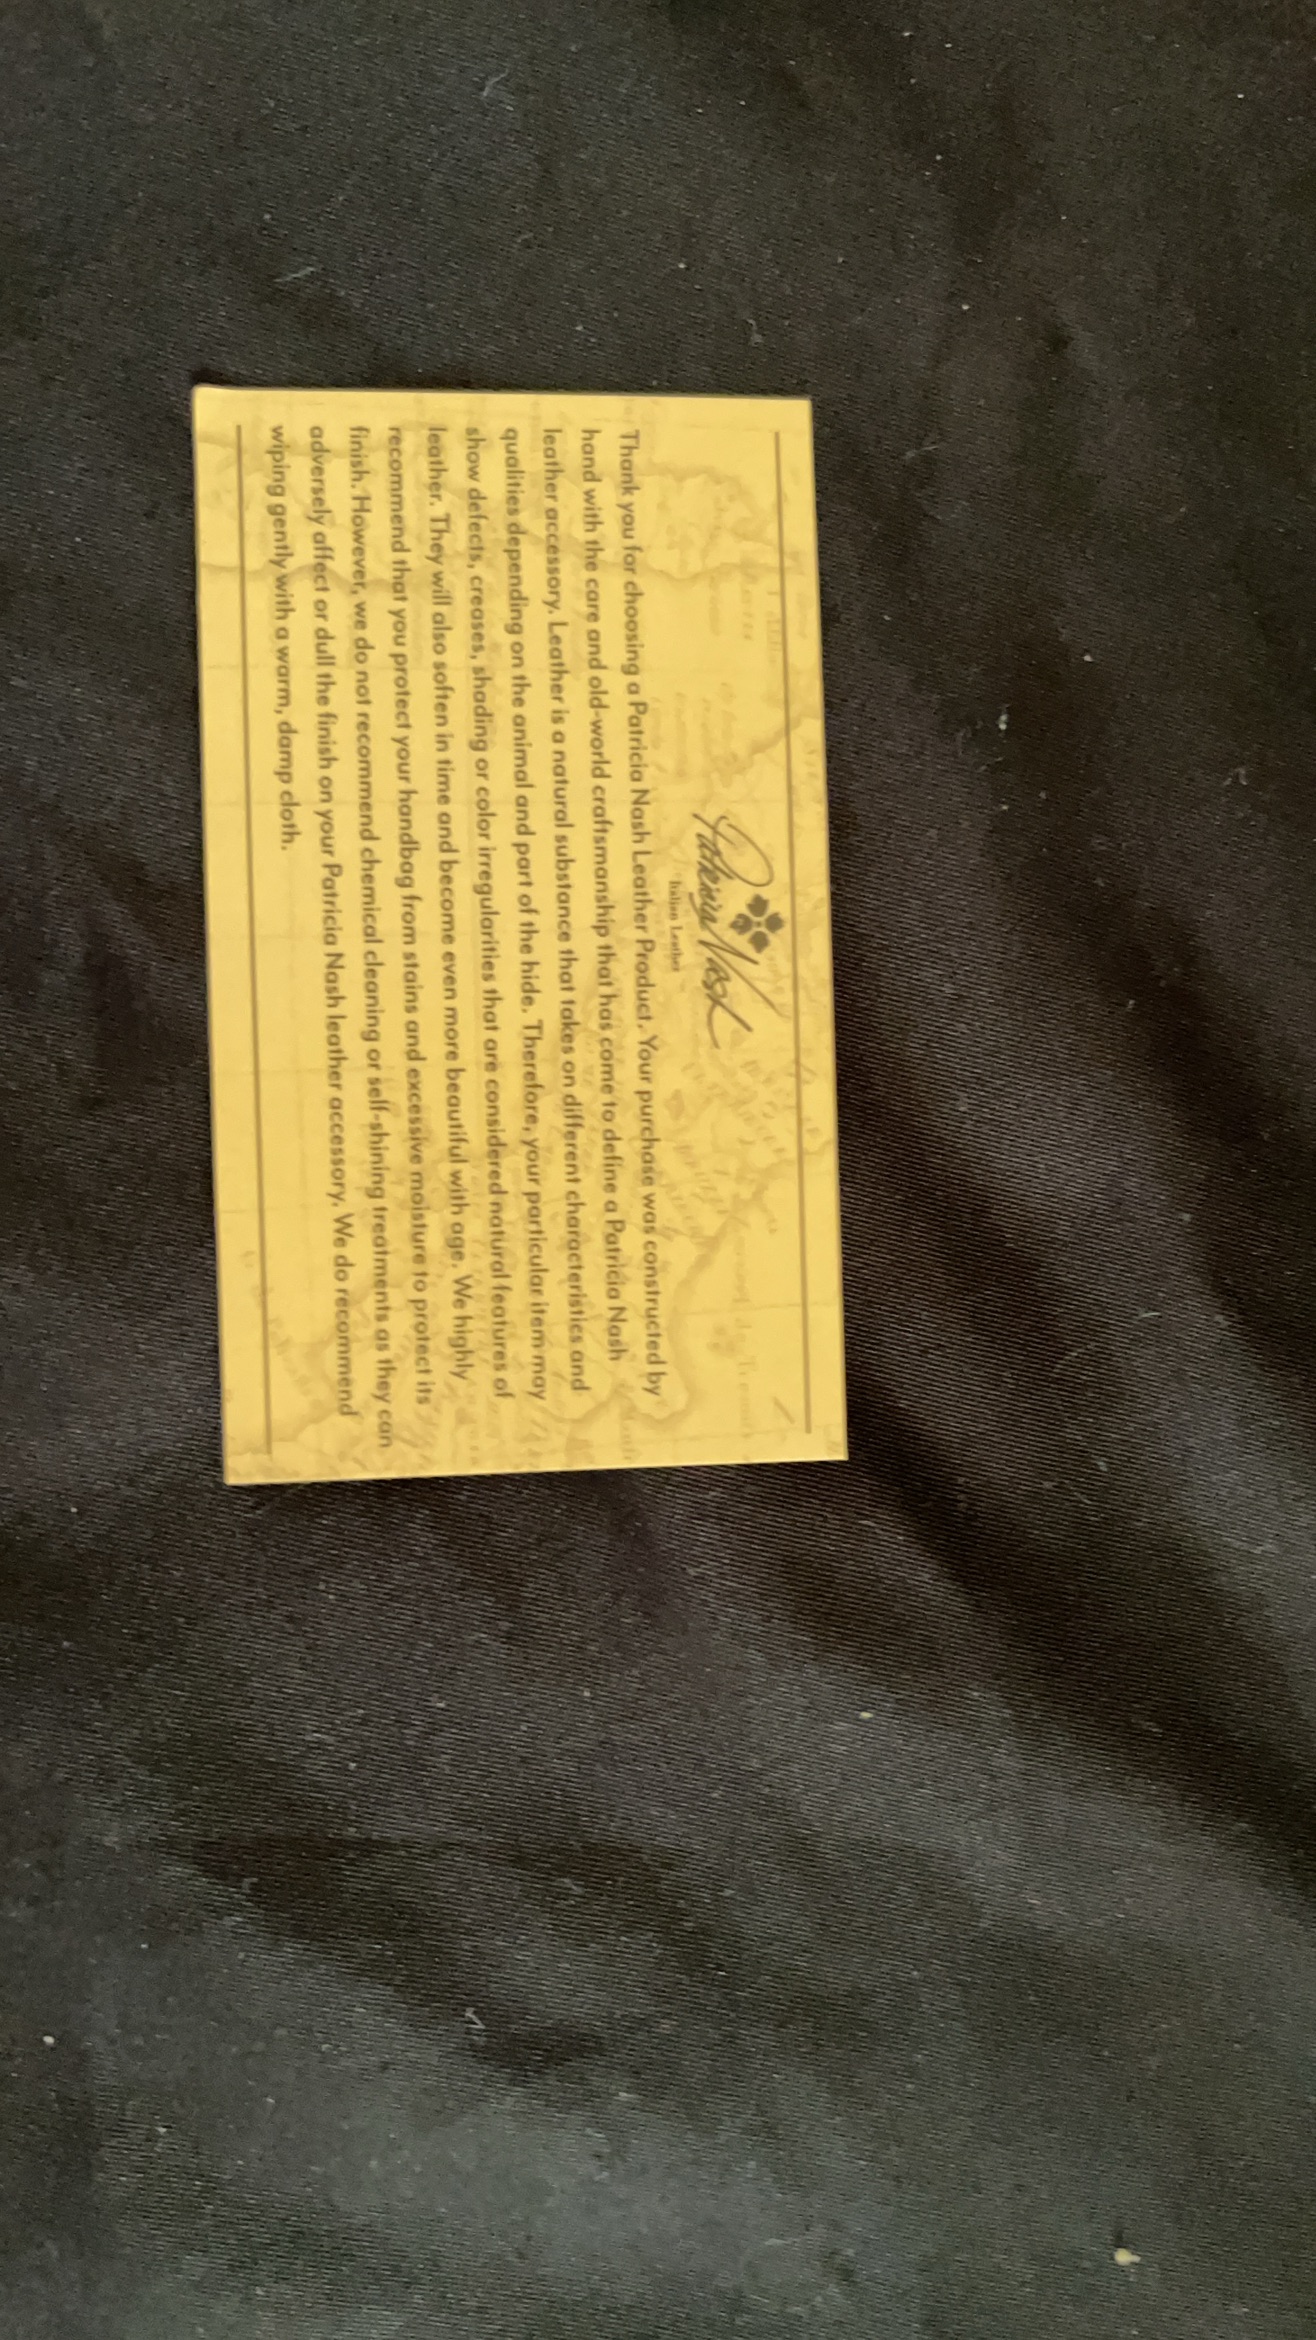 Patricia Nash
Italian Leather
Thank you for choosing a Patricia Nash Leather Product. Your purchase was constructed by
hand with the care and old-world craftsmanship that has come to define a Patricia Nash
leather accessory. Leather is a natural substance that takes on different characteristics and
qualities depending on the animal and part of the hide. Therefore, your particular item may
show defects, creases, shading or color irregularities that are considered natural features of
leather. They will also soften in time and become even more beautiful with age. We highly
recommend that you protect your handbag from stains and excessive moisture to protect its
finish. However, we do not recommend chemical cleaning or self-shining treatments as they can
adversely affect or dull the finish on your Patricia Nash leather accessory. We do recommend
wiping gently with a warm, damp cloth.